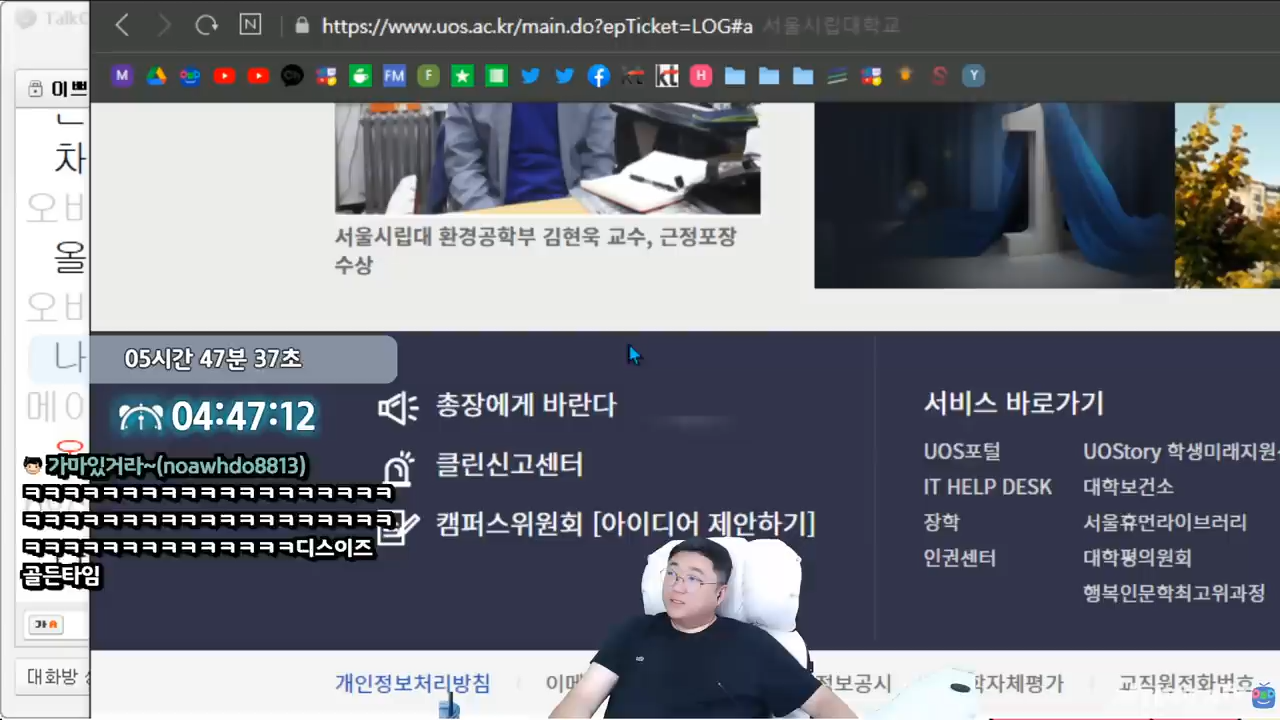 https://www.uos.ac.kr/main.do?epTicket=LOG#a 서울시립대학교
이쁘
차
올
나
서울시립대 환경공학부 김현욱 교수, 근정포장
수상
05시간 47분 37초
04:47:12
가마있거라~(noawhdo8813)
ㅋㅋㅋㅋㅋㅋㅋㅋㅋㅋㅋㅋㅋㅋㅋㅋㅋㅋㅋ
ㅋㅋㅋㅋㅋㅋㅋㅋㅋㅋㅋㅋㅋㅋㅋㅋㅋㅋㅋ
ㅋㅋㅋㅋㅋㅋㅋㅋㅋㅋㅋㅋㅋㅋ디스이즈
골든타임
총장에게 바란다
클린신고센터
캠퍼스위원회 [아이디어 제안하기]
서비스 바로가기
UOS포털
UOStory 학생미래지원
IT HELP DESK
대학보건소
장학
서울휴먼라이브러리
인권센터
대학평의원회
행복인문학최고위과정
대화방
개인정보처리방침
이메
정보공시
학자체평가
교직원전화번호